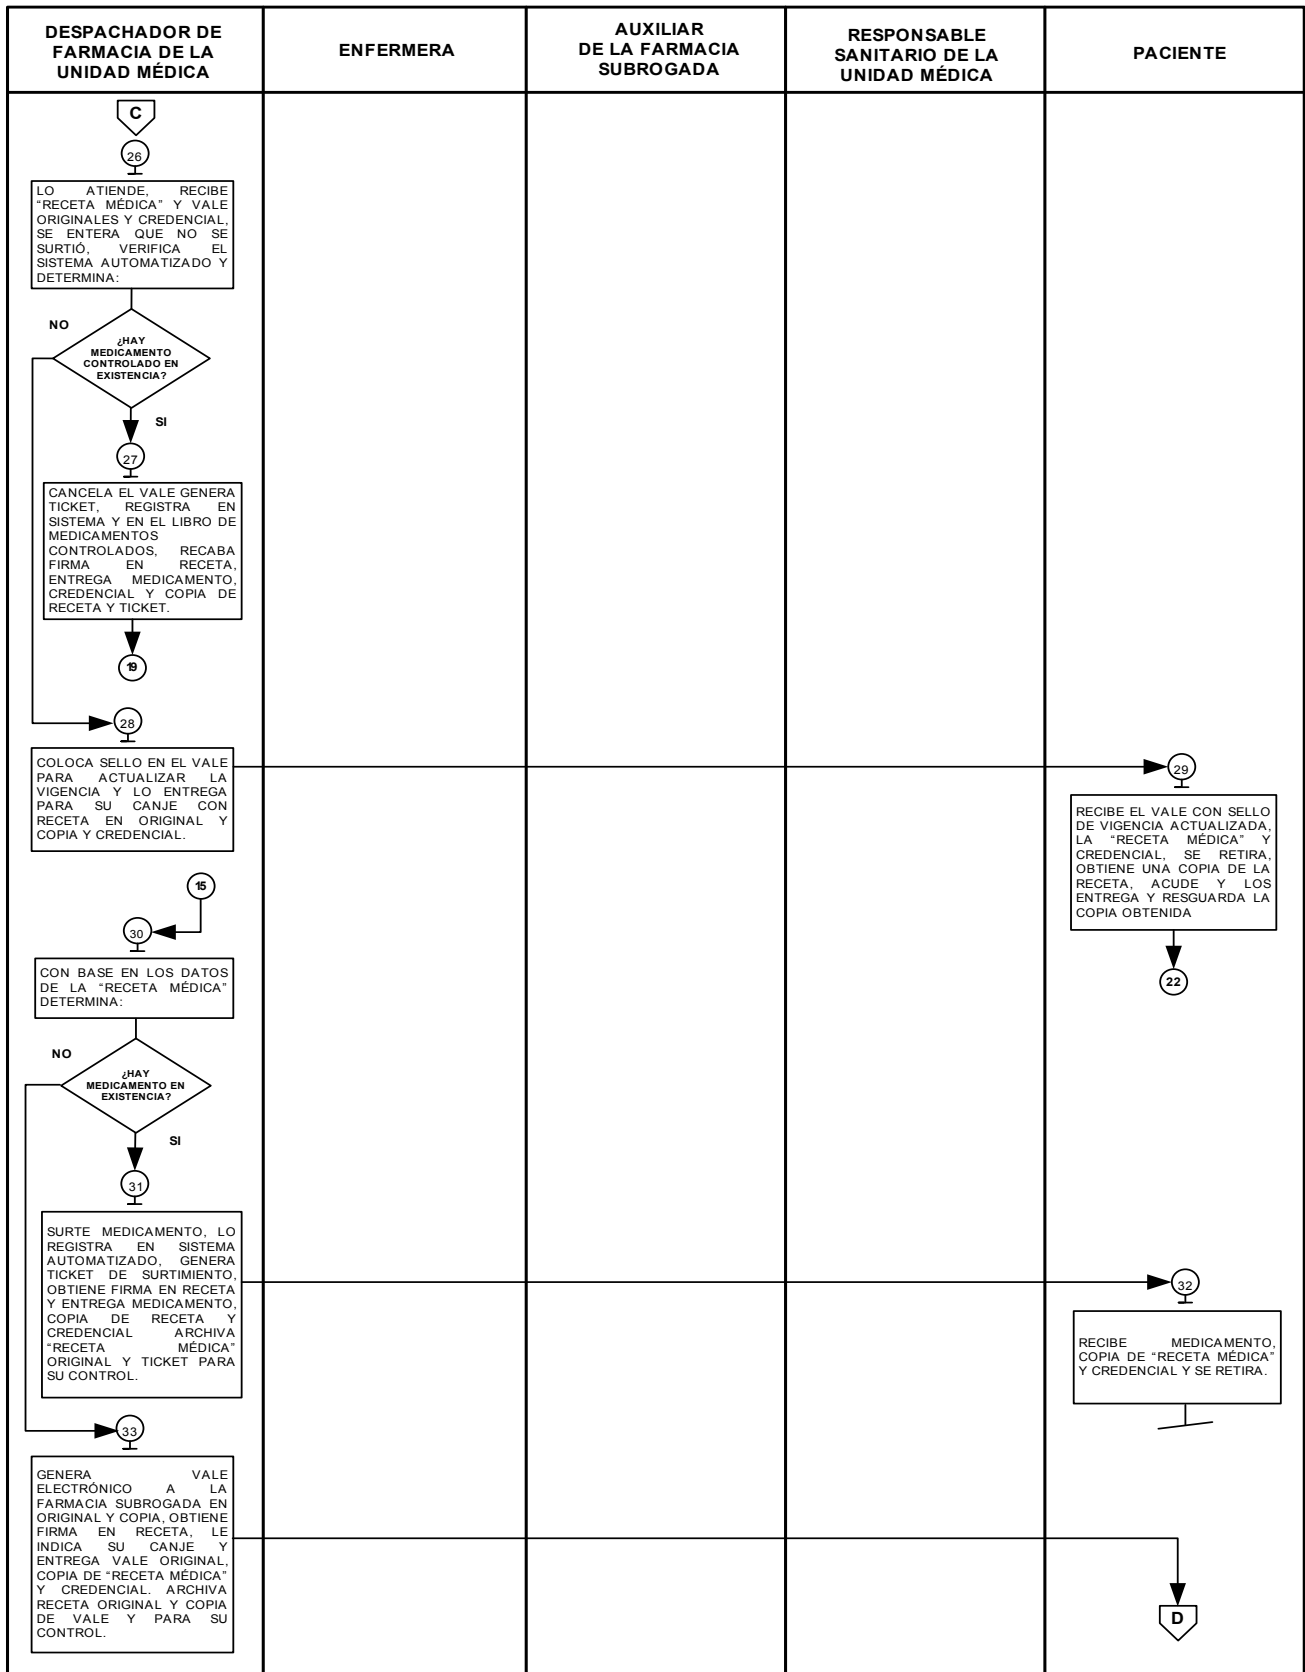 DESPACHADOR DE
FARMACIA DE LA
UNIDAD MÉDICA
ENFERMERA
AUXILIAR
DE LA FARMACIA
SUBROGADA
RESPONSABLE
SANITARIO DE LA
UNIDAD MÉDICA
PACIENTE
C
26
LO ATIENDE, RECIBE
“RECETA MÉDICA” Y VALE
ORIGINALES Y CREDENCIAL,
SE ENTERA QUE NO SE
SURTIÓ, VERIFICA EL
SISTEMA AUTOMATIZADO Y
DETERMINA:
NO
¿HAY
MEDICAMENTO
CONTROLADO EN
EXISTENCIA?
SI
27
CANCELA EL VALE GENERA
TICKET, REGISTRA EN
SISTEMA Y EN EL LIBRO DE
MEDICAMENTOS
CONTROLADOS, RECABA
FIRMA EN RECETA,
ENTREGA MEDICAMENTO,
CREDENCIAL Y COPIA DE
RECETA Y TICKET.
19
28
COLOCA SELLO EN EL VALE
PARA ACTUALIZAR LA
VIGENCIA Y LO ENTREGA
PARA SU CANJE CON
RECETA EN ORIGINAL Y
COPIA Y CREDENCIAL.
29
RECIBE EL VALE CON SELLO
DE VIGENCIA ACTUALIZADA,
LA “RECETA MÉDICA” Y
CREDENCIAL, SE RETIRA,
OBTIENE UNA COPIA DE LA
RECETA, ACUDE Y LOS
ENTREGA Y RESGUARDA LA
COPIA OBTENIDA
22
15
30
CON BASE EN LOS DATOS
DE LA “RECETA MÉDICA”
DETERMINA:
NO
¿HAY
MEDICAMENTO EN
EXISTENCIA?
SI
31
SURTE MEDICAMENTO, LO
REGISTRA EN SISTEMA
AUTOMATIZADO, GENERA
TICKET DE SURTIMIENTO,
OBTIENE FIRMA EN RECETA
Y ENTREGA MEDICAMENTO,
COPIA DE RECETA Y
CREDENCIAL ARCHIVA
“RECETA MÉDICA”
ORIGINAL Y TICKET PARA
SU CONTROL.
32
RECIBE MEDICAMENTO,
COPIA DE “RECETA MÉDICA”
Y CREDENCIAL Y SE RETIRA.
33
GENERA VALE
ELECTRÓNICO A LA
FARMACIA SUBROGADA EN
ORIGINAL Y COPIA, OBTIENE
FIRMA EN RECETA, LE
INDICA SU CANJE Y
ENTREGA VALE ORIGINAL,
COPIA DE “RECETA MÉDICA”
Y CREDENCIAL. ARCHIVA
RECETA ORIGINAL Y COPIA
DE VALE Y PARA SU
CONTROL.
D